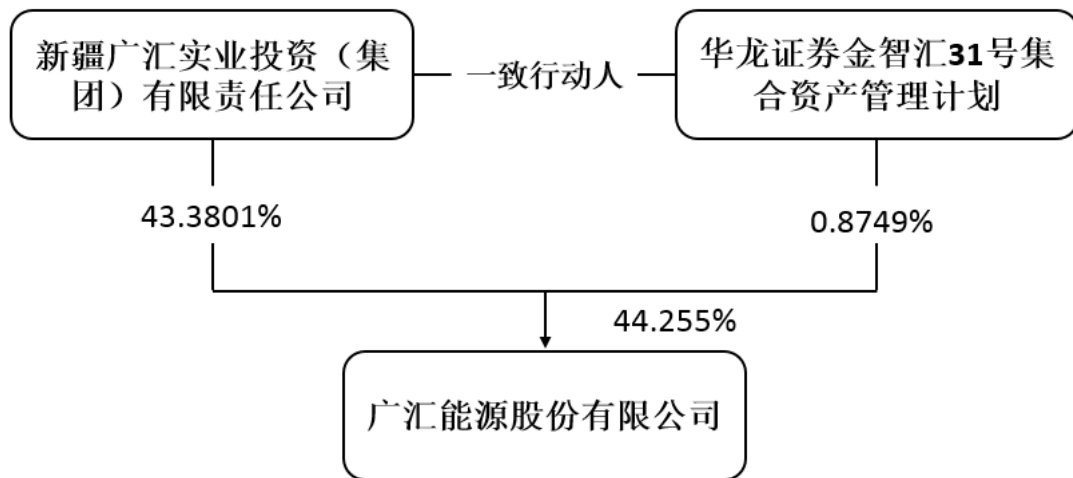 新疆广汇实业投资（集
团）有限责任公司
一致行动人
华龙证券金智汇31号集
合资产管理计划
43.3801%
0.8749%
44.255%
广汇能源股份有限公司